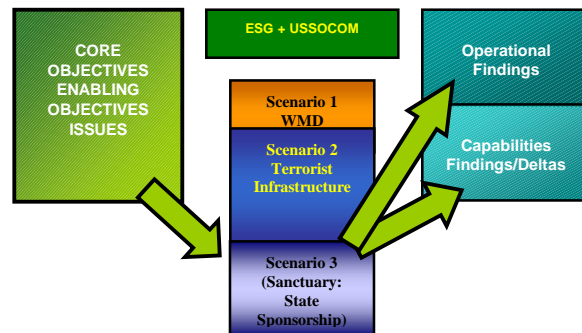 CORE
OBJECTIVES
ENABLING
OBJECTIVES
ISSUES
ESG + USSOCOM
Scenario 1
WMD
Scenario 2
Terrorist
Infrastructure
Scenario 3
(Sanctuary:
State
Sponsorship)
Operational
Findings
Capabilities
Findings/Deltas